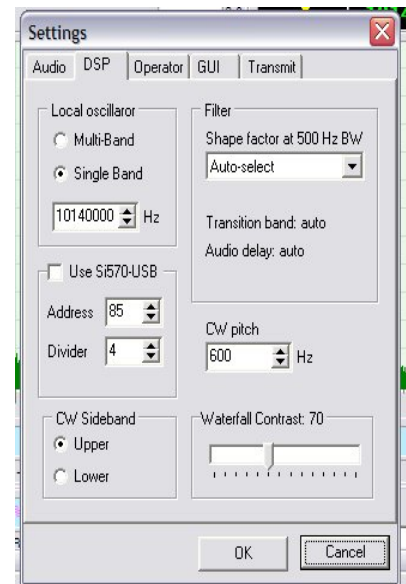 Settings
Audio DSP Operator GUI Transmit
Local oscillaror
Multi-Band
Single Band
10140000 Hz
Filter
Shape factor at 500 Hz BW
Auto-select
Transition band: auto
Audio delay: auto
Use Si570-USB
Address 85
Divider 4
CW pitch
600 Hz
CW Sideband
Upper
Lower
Waterfall Contrast: 70
OK Cancel